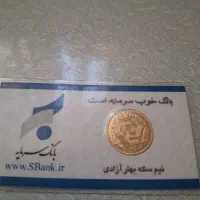 بانک خوب سرمایه است
بانک سرمایه
www.SBank.ir
نیم سکه بهار آزادی